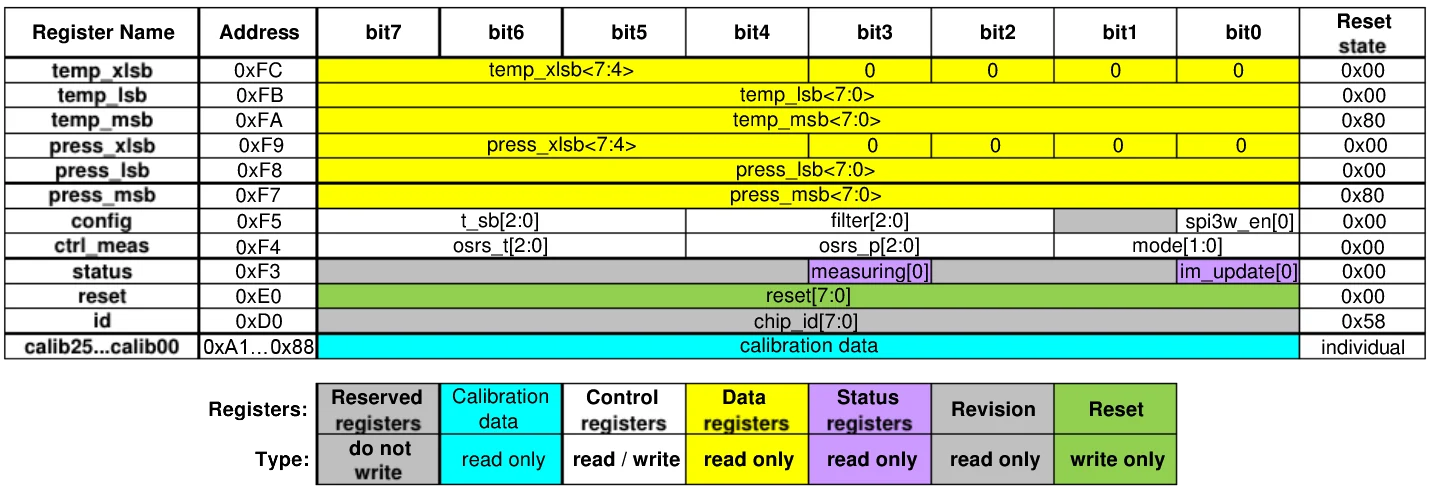 Register Name Address bit7 bit6 bit5 bit4 bit3 bit2 bit1 bit0 Reset state
temp_xlsb 0xFC temp_xlsb<7:4> 0 0 0 0 0x00
temp_lsb 0xFB temp_lsb<7:0> 0x00
temp_msb 0xFA temp_msb<7:0> 0x80
press_xlsb 0xF9 press_xlsb<7:4> 0 0 0 0 0x00
press_lsb 0xF8 press_lsb<7:0> 0x00
press_msb 0xF7 press_msb<7:0> 0x80
config 0xF5 t_sb[2:0] filter[2:0] spi3w_en[0] 0x00
ctrl_meas 0xF4 osrs_t[2:0] osrs_p[2:0] mode[1:0] 0x00
status 0xF3 measuring[0] im_update[0] 0x00
reset 0xE0 reset[7:0] 0x00
id 0xD0 chip_id[7:0] 0x58
calib25...calib00 0xA1…0x88 calibration data individual
Registers: Reserved registers Calibration data Control registers Data registers Status registers Revision Reset
Type: do not write read only read / write read only read only read only write only